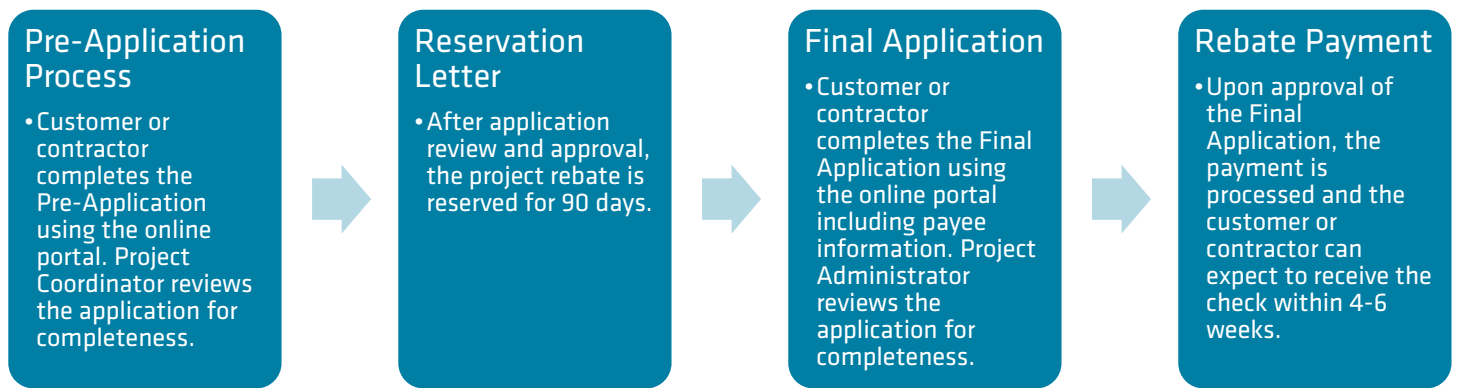 Pre-Application
Process
•Customer or
contractor
completes the
Pre-Application
using the online
portal. Project
Coordinator reviews
the application for
completeness.
Reservation
Letter
•After application
review and approval,
the project rebate is
reserved for 90 days.
Final Application
•Customer or
contractor
completes the Final
Application using
the online portal
including payee
information. Project
Administrator
reviews the
application for
completeness.
Rebate Payment
•Upon approval of
the Final
Application, the
payment is
processed and the
customer or
contractor can
expect to receive the
check within 4-6
weeks.